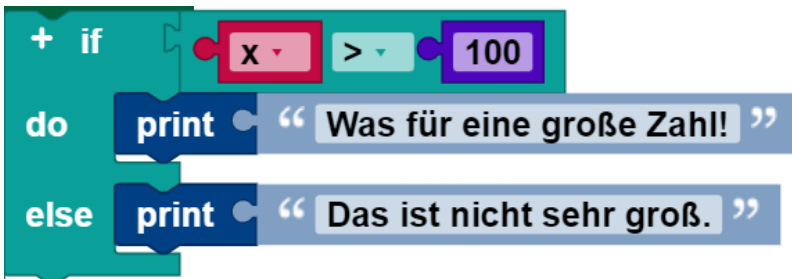 + if x > 100
do print “ Was für eine große Zahl! ”
else print “ Das ist nicht sehr groß. ”